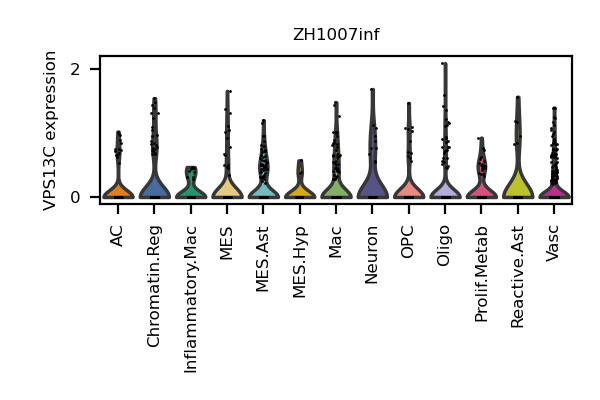 ZH1007inf
VPS13C expression
2
0
AC
Chromatin.Reg
Inflammatory.Mac
MES
MES.Ast
MES.Hyp
Mac
Neuron
OPC
Oligo
Prolif.Metab
Reactive.Ast
Vasc